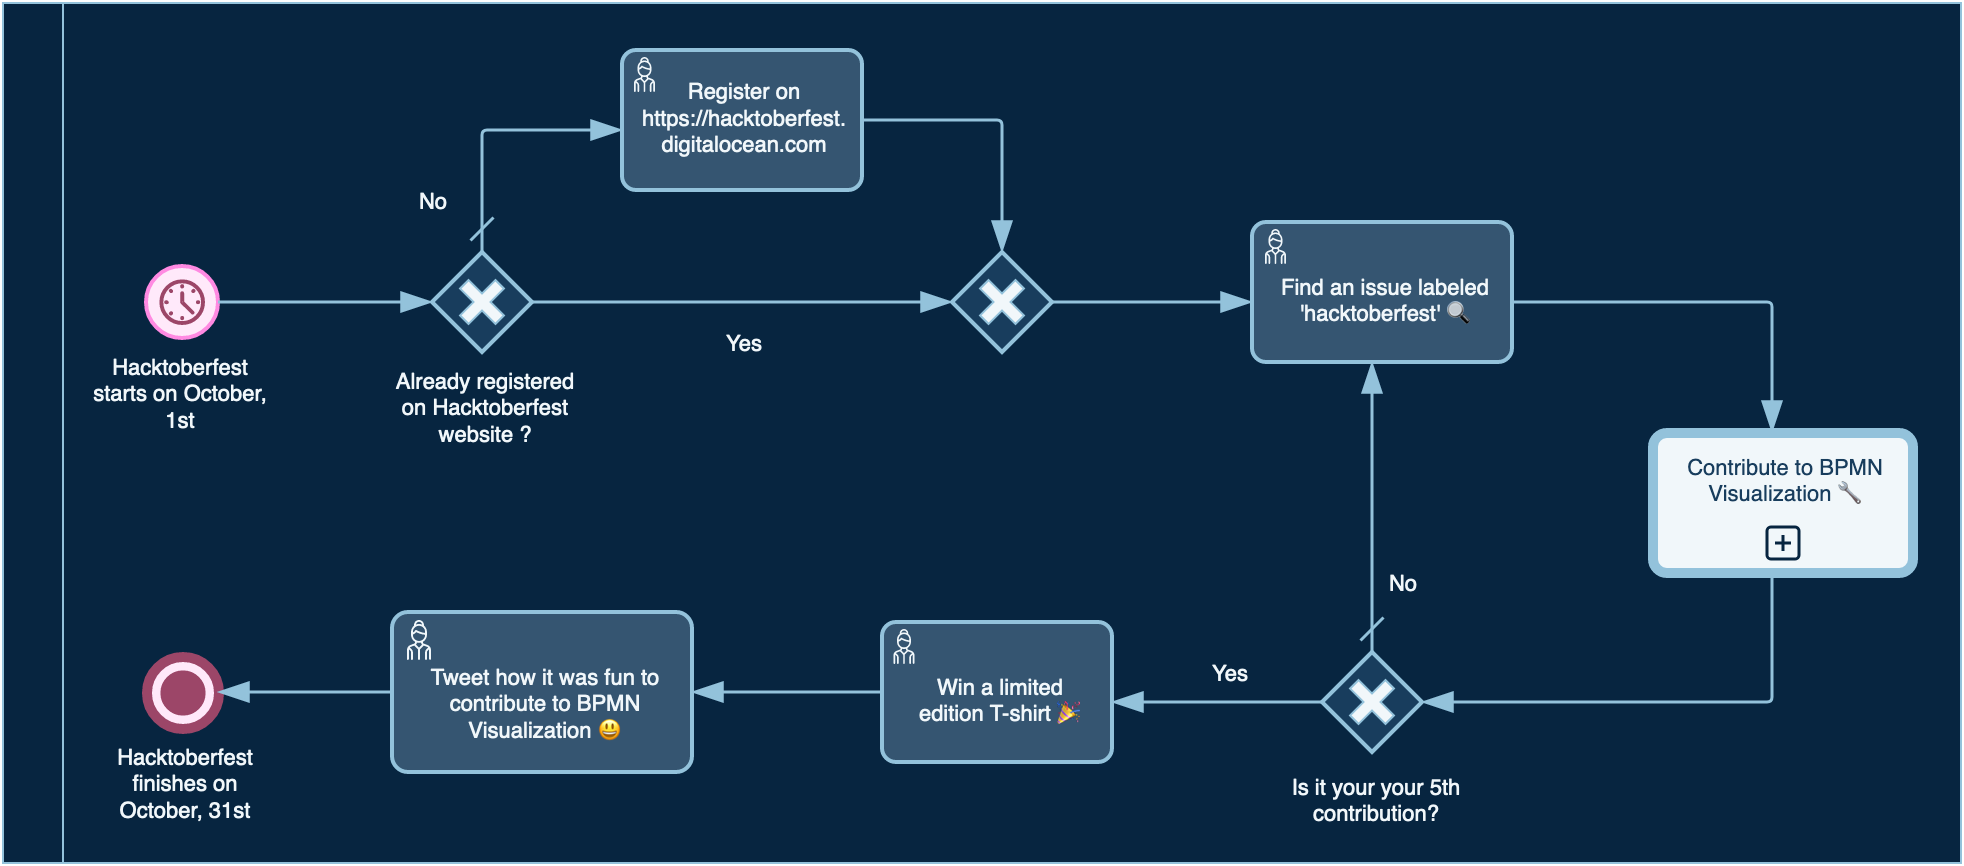 Register on
https://hacktoberfest.
digitalocean.com
No
Hacktoberfest
starts on October,
1st
Already registered
on Hacktoberfest
website ?
Yes
Find an issue labeled
'hacktoberfest' 🔍
Contribute to BPMN
Visualization 🔧
No
Is it your your 5th
contribution?
Yes
Win a limited
edition T-shirt 🎉
Tweet how it was fun to
contribute to BPMN
Visualization 😃
Hacktoberfest
finishes on
October, 31st